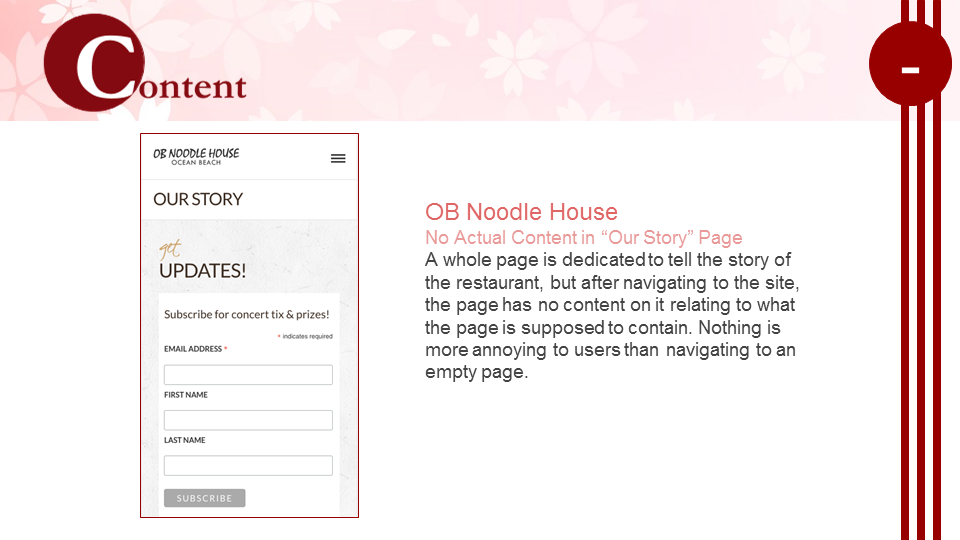 Content
-
OB NOODLE HOUSE
OCEAN BEACH
OUR STORY
get
UPDATES!
Subscribe for concert tix & prizes!
* indicates required
EMAIL ADDRESS *
FIRST NAME
LAST NAME
SUBSCRIBE
OB Noodle House
No Actual Content in “Our Story” Page
A whole page is dedicated to tell the story of
the restaurant, but after navigating to the site,
the page has no content on it relating to what
the page is supposed to contain. Nothing is
more annoying to users than navigating to an
empty page.